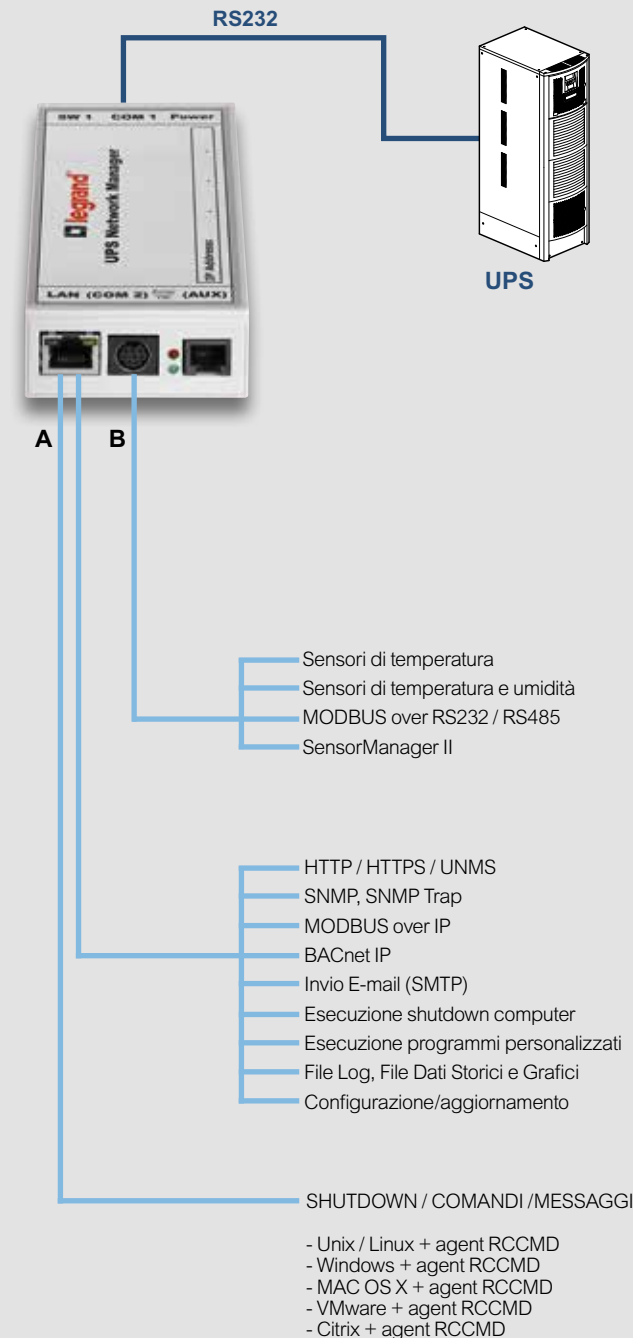 RS232
SW 1 COM 1 Power
legrand
UPS Network Manager
IP Address:
LAN (COM 2) (AUX)
UPS
A B
Sensori di temperatura
Sensori di temperatura e umidità
MODBUS over RS232 / RS485
SensorManager II
HTTP / HTTPS / UNMS
SNMP, SNMP Trap
MODBUS over IP
BACnet IP
Invio E-mail (SMTP)
Esecuzione shutdown computer
Esecuzione programmi personalizzati
File Log, File Dati Storici e Grafici
Configurazione/aggiornamento
SHUTDOWN / COMANDI /MESSAGGI
- Unix / Linux + agent RCCMD
- Windows + agent RCCMD
- MAC OS X + agent RCCMD
- VMware + agent RCCMD
- Citrix + agent RCCMD